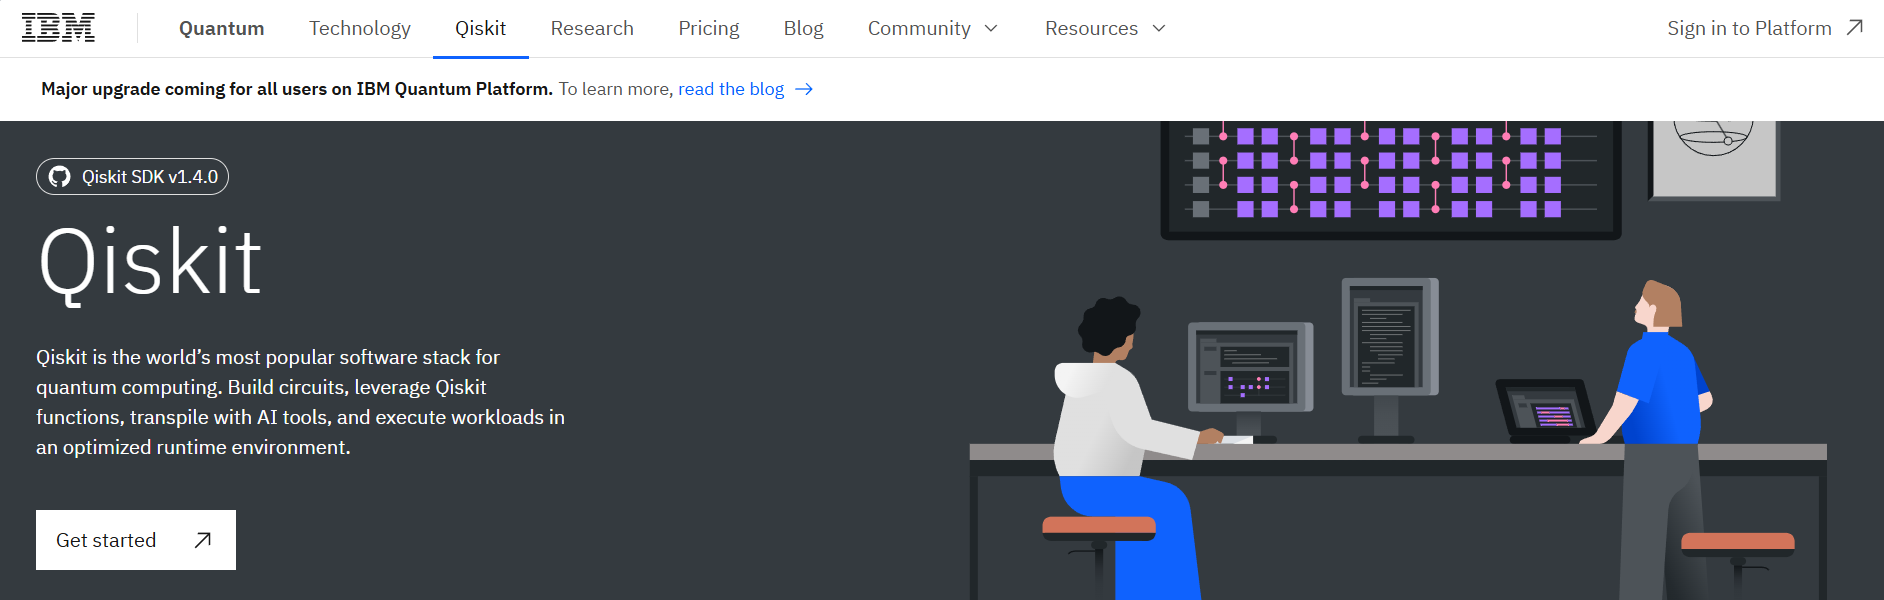 IBM Quantum Technology Qiskit Research Pricing Blog Community Resources Sign in to Platform
Major upgrade coming for all users on IBM Quantum Platform. To learn more, read the blog
Qiskit SDK v1.4.0
Qiskit
Qiskit is the world’s most popular software stack for
quantum computing. Build circuits, leverage Qiskit
functions, transpile with AI tools, and execute workloads in
an optimized runtime environment.
Get started